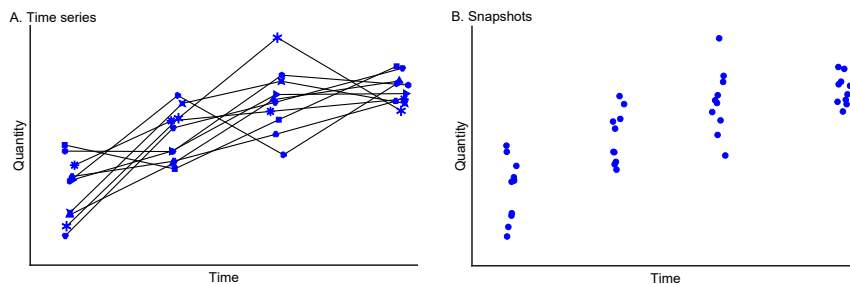 A. Time series
Quantity
Time
B. Snapshots
Quantity
Time